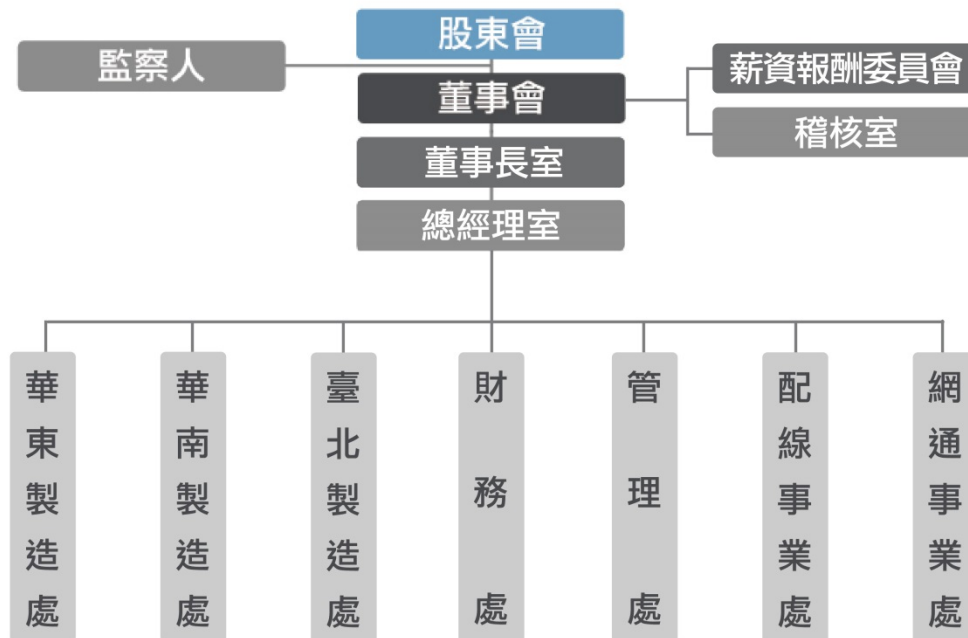 股東會
監察人
薪資報酬委員會
董事會
稽核室
董事長室
總經理室
華東製造處
華南製造處
臺北製造處
財務處
管理處
配線事業處
網通事業處